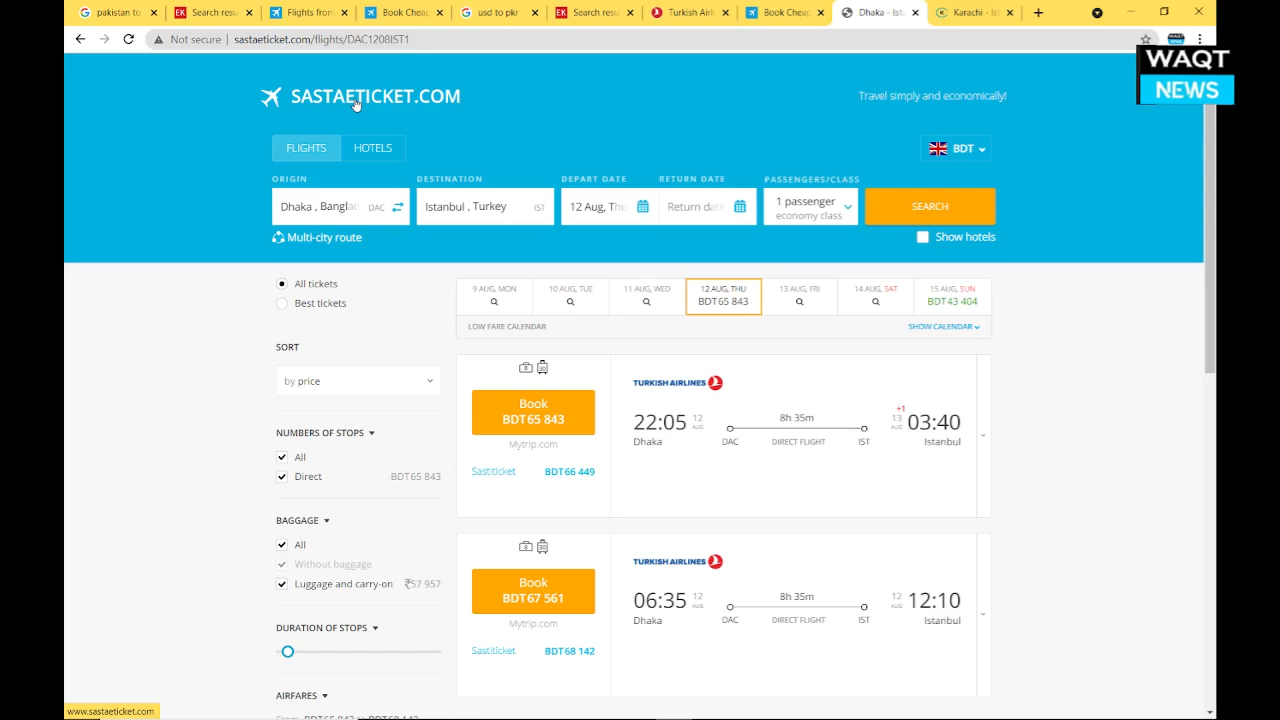 pakistan to
Search resu
Flights from
Book Cheap
usd to pkr -
Search resu
Turkish Airli
Book Cheap
Dhaka - Ista
Karachi - Ist
Not secure | sastaeticket.com/flights/DAC1208IST1
WAQT
NEWS
SASTAETICKET.COM
Travel simply and economically!
FLIGHTS
HOTELS
BDT
ORIGIN
DESTINATION
DEPART DATE
RETURN DATE
PASSENGERS/CLASS
Dhaka , Banglad DAC
Istanbul , Turkey IST
12 Aug, Thu
Return date
1 passenger
economy class
SEARCH
Multi-city route
Show hotels
All tickets
Best tickets
SORT
by price
NUMBERS OF STOPS
All
Direct BDT65 843
BAGGAGE
All
Without baggage
Luggage and carry-on ₹57 957
DURATION OF STOPS
AIRFARES
9 AUG, MON
10 AUG, TUE
11 AUG, WED
12 AUG, THU
BDT65 843
13 AUG, FRI
14 AUG, SAT
15 AUG, SUN
BDT43 404
LOW FARE CALENDAR
SHOW CALENDAR
8 30
Book
BDT65 843
Mytrip.com
Sastiticket BDT66 449
TURKISH AIRLINES
22:05 12 AUG
Dhaka
8h 35m
DAC DIRECT FLIGHT IST
+1
13 AUG 03:40
Istanbul
8 30
Book
BDT67 561
Mytrip.com
Sastiticket BDT68 142
TURKISH AIRLINES
06:35 12 AUG
Dhaka
8h 35m
DAC DIRECT FLIGHT IST
12 AUG 12:10
Istanbul
www.sastaeticket.com